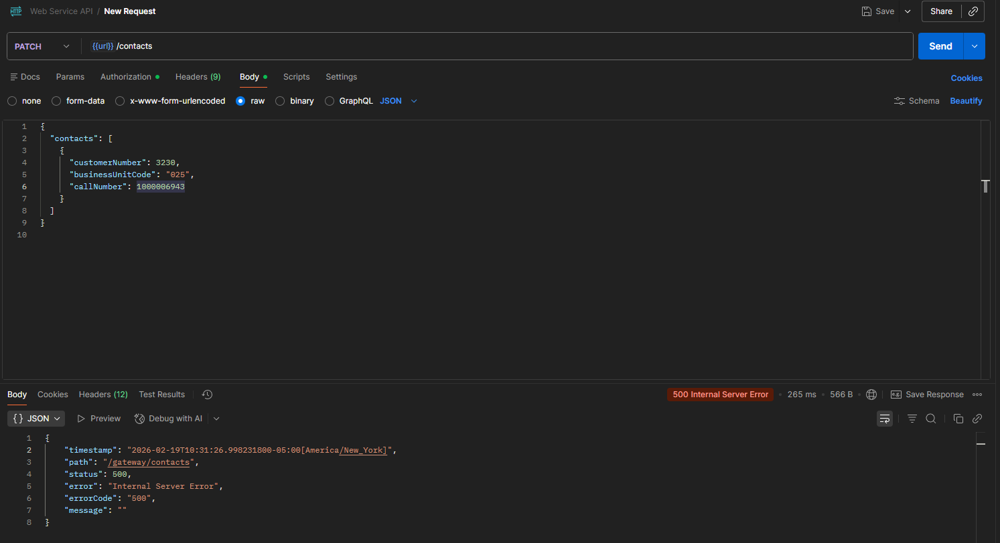 HTTP Web Service API / New Request Save Share
PATCH {{url}} /contacts Send
Docs Params Authorization Headers (9) Body Scripts Settings Cookies
none form-data x-www-form-urlencoded raw binary GraphQL JSON Schema Beautify
1 {
2 "contacts": [
3 {
4 "customerNumber": 3230,
5 "businessUnitCode": "025",
6 "callNumber": 1000006943
7 }
8 ]
9 }
10
Body Cookies Headers (12) Test Results 500 Internal Server Error • 265 ms • 566 B • e.g. Save Response
{} JSON Preview Debug with AI
1 {
2 "timestamp": "2026-02-19T10:31:26.998231800-05:00[America/New_York]",
3 "path": "/gateway/contacts",
4 "status": 500,
5 "error": "Internal Server Error",
6 "errorCode": "500",
7 "message": ""
8 }